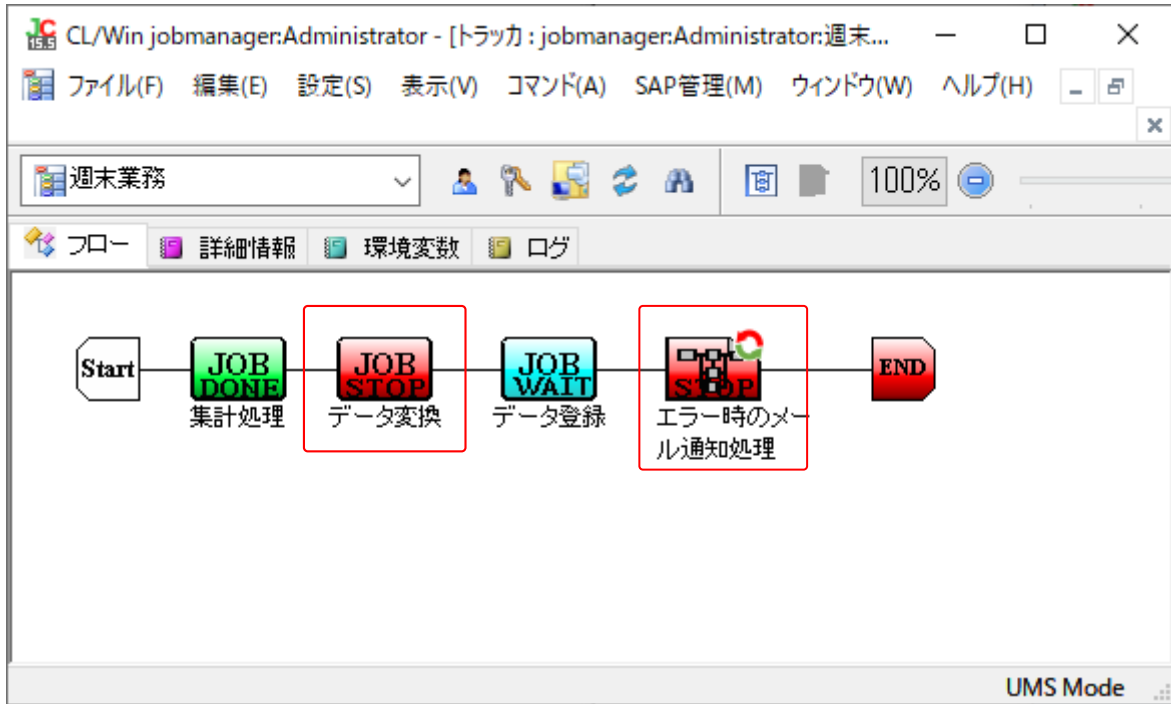 JC
15.5
CL/Win jobmanager:Administrator - [トラッカ : jobmanager:Administrator:週末...
ファイル(F) 編集(E) 設定(S) 表示(V) コマンド(A) SAP管理(M) ウィンドウ(W) ヘルプ(H)
週末業務 100%
フロー 詳細情報 環境変数 ログ
Start
JOB
DONE
集計処理
JOB
STOP
データ変換
JOB
WAIT
データ登録
STOP
エラー時のメー
ル通知処理
END
UMS Mode